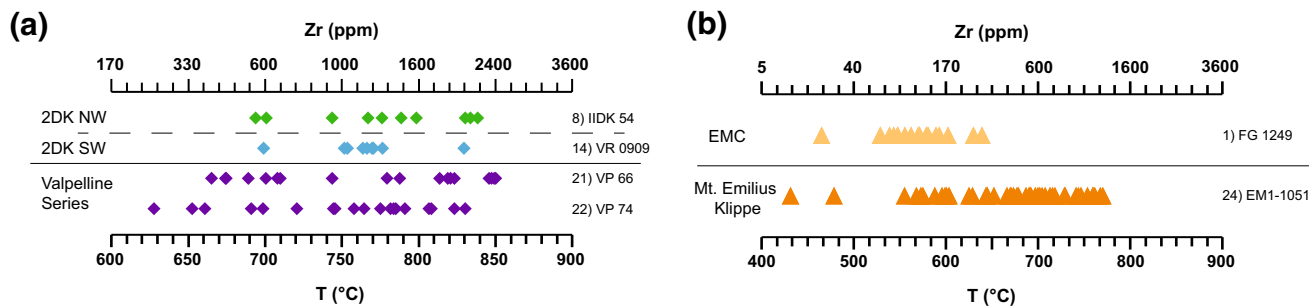 (a)
Zr (ppm)
170 330 600 1000 1600 2400 3600
2DK NW 8) IIDK 54
2DK SW 14) VR 0909
Valpelline
Series
21) VP 66
22) VP 74
600 650 700 750 800 850 900
T (°C)
(b)
Zr (ppm)
5 40 170 600 1600 3600
EMC 1) FG 1249
Mt. Emilius
Klippe
24) EM1-1051
400 500 600 700 800 900
T (°C)